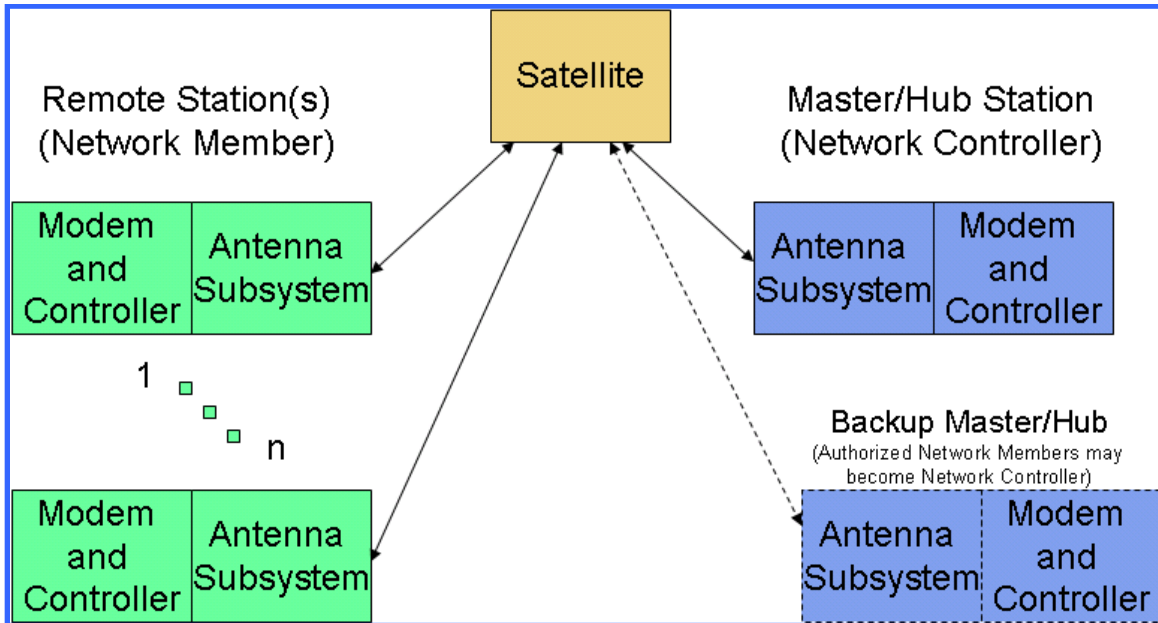 Satellite
Remote Station(s)
(Network Member)
Master/Hub Station
(Network Controller)
Modem
and
Controller
Antenna
Subsystem
Antenna
Subsystem
Modem
and
Controller
1
n
Backup Master/Hub
(Authorized Network Members may
become Network Controller)
Modem
and
Controller
Antenna
Subsystem
Antenna
Subsystem
Modem
and
Controller